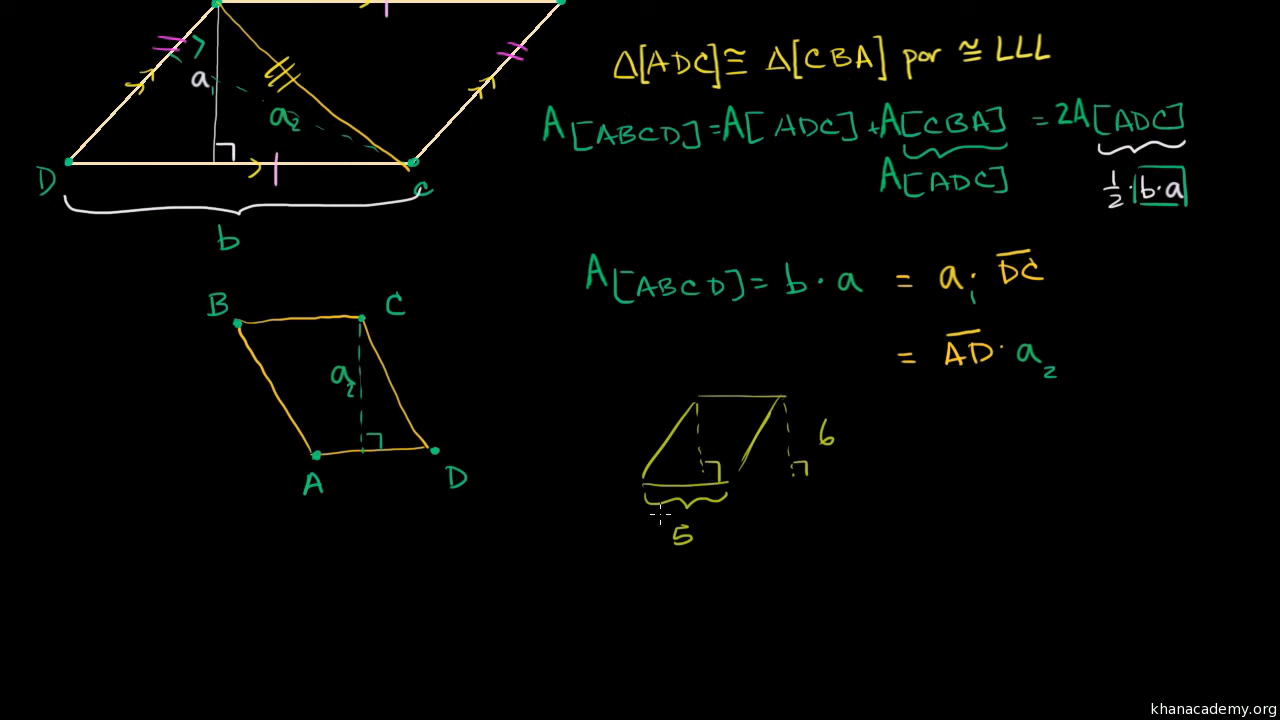 Δ[ADC]≅ Δ[CBA] por ≅ LLL
A[ABCD]=A[ADC]+A[CBA] = 2A[ADC]
A[ADC]
1/2·b·a
a₁
a₂
D
C
b
A[ABCD]= b·a = a₁·DC
= AD·a₂
B
C
a₂
A
D
6
5
khanacademy.org